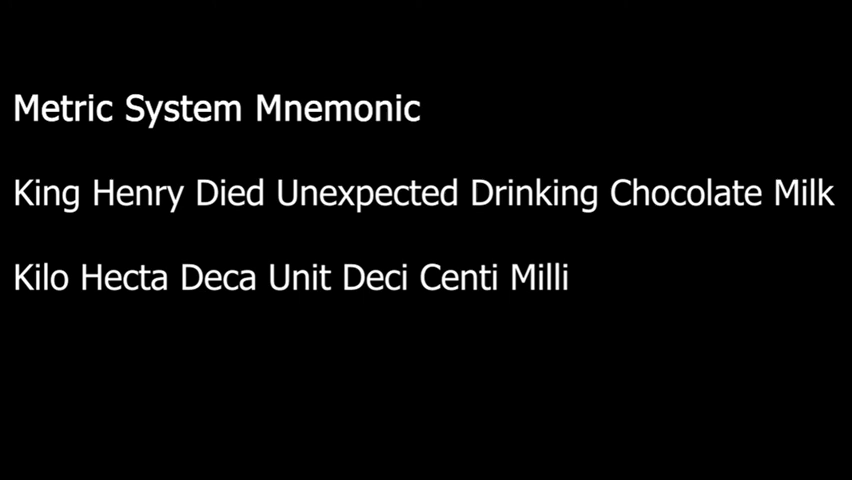 Metric System Mnemonic
King Henry Died Unexpected Drinking Chocolate Milk
Kilo Hecta Deca Unit Deci Centi Milli